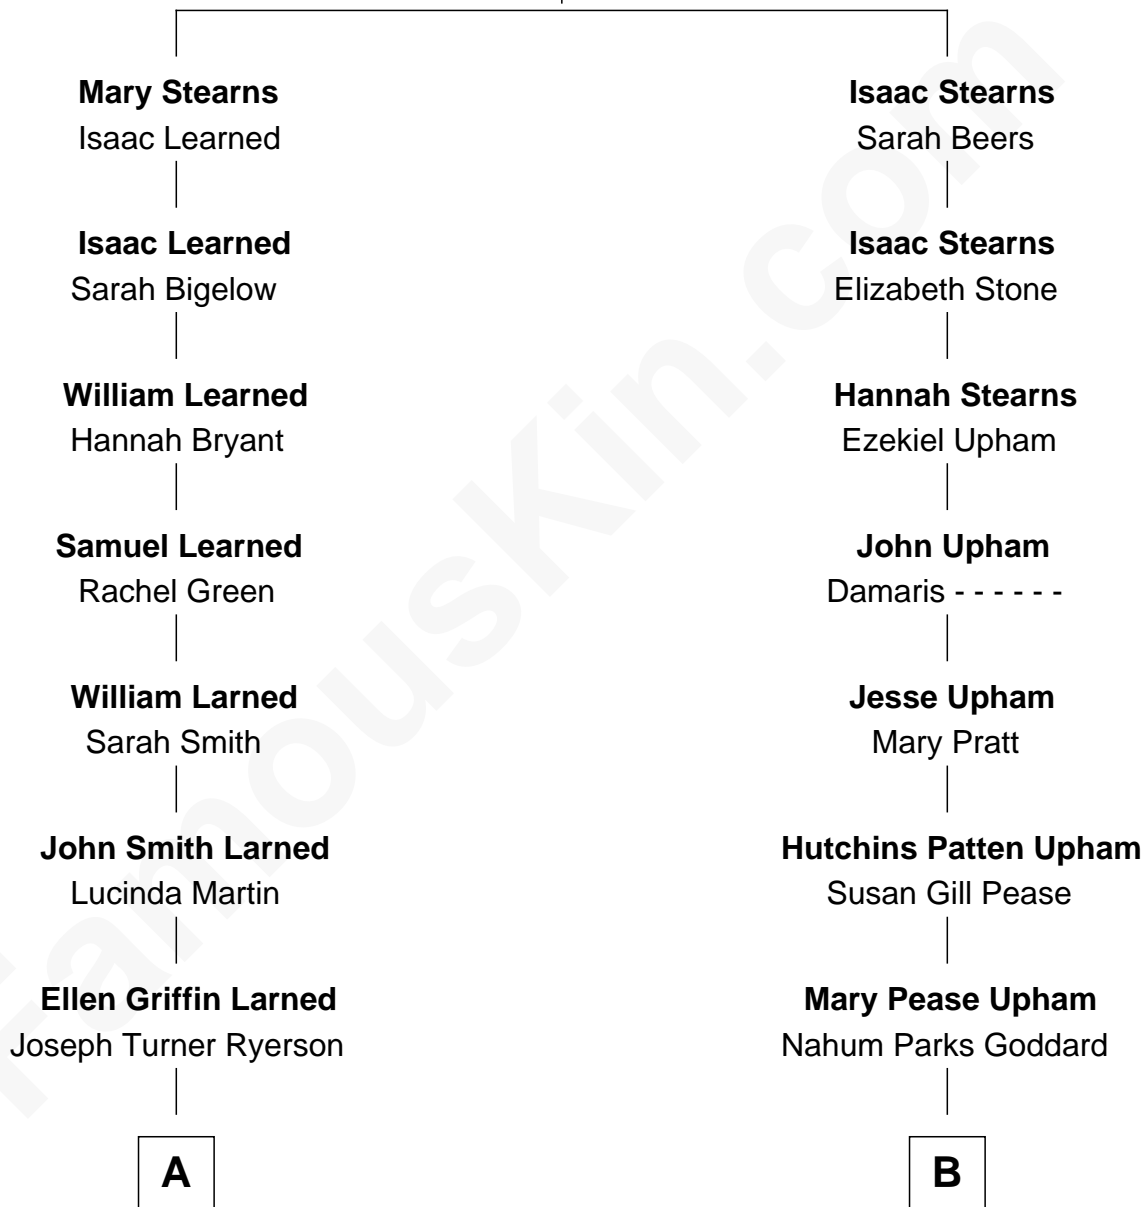 Mary Stearns
Isaac Learned
Isaac Learned
Sarah Bigelow
William Learned
Hannah Bryant
Samuel Learned
Rachel Green
William Larned
Sarah Smith
John Smith Larned
Lucinda Martin
Ellen Griffin Larned
Joseph Turner Ryerson
A
Isaac Stearns
Sarah Beers
Isaac Stearns
Elizabeth Stone
Hannah Stearns
Ezekiel Upham
John Upham
Damaris - - - - - -
Jesse Upham
Mary Pratt
Hutchins Patten Upham
Susan Gill Pease
Mary Pease Upham
Nahum Parks Goddard
B
FamousKin.com